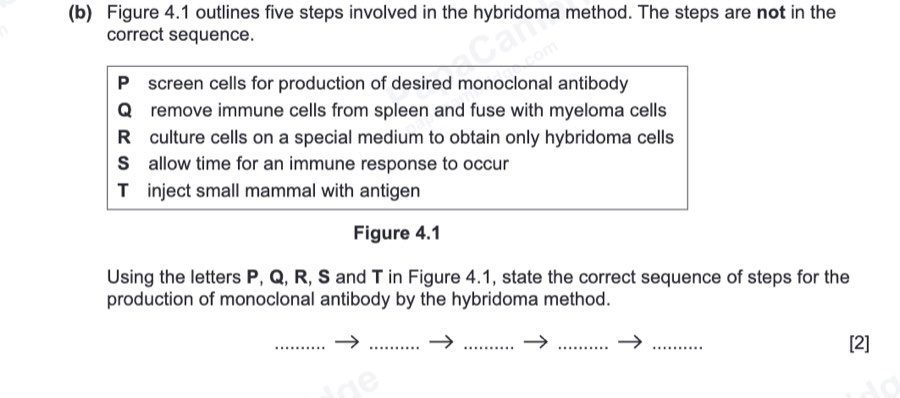 (b) Figure 4.1 outlines five steps involved in the hybridoma method. The steps are not in the
correct sequence.
P screen cells for production of desired monoclonal antibody
Q remove immune cells from spleen and fuse with myeloma cells
R culture cells on a special medium to obtain only hybridoma cells
S allow time for an immune response to occur
T inject small mammal with antigen
Figure 4.1
Using the letters P, Q, R, S and T in Figure 4.1, state the correct sequence of steps for the
production of monoclonal antibody by the hybridoma method.
.......... → .......... → .......... → .......... → .......... [2]